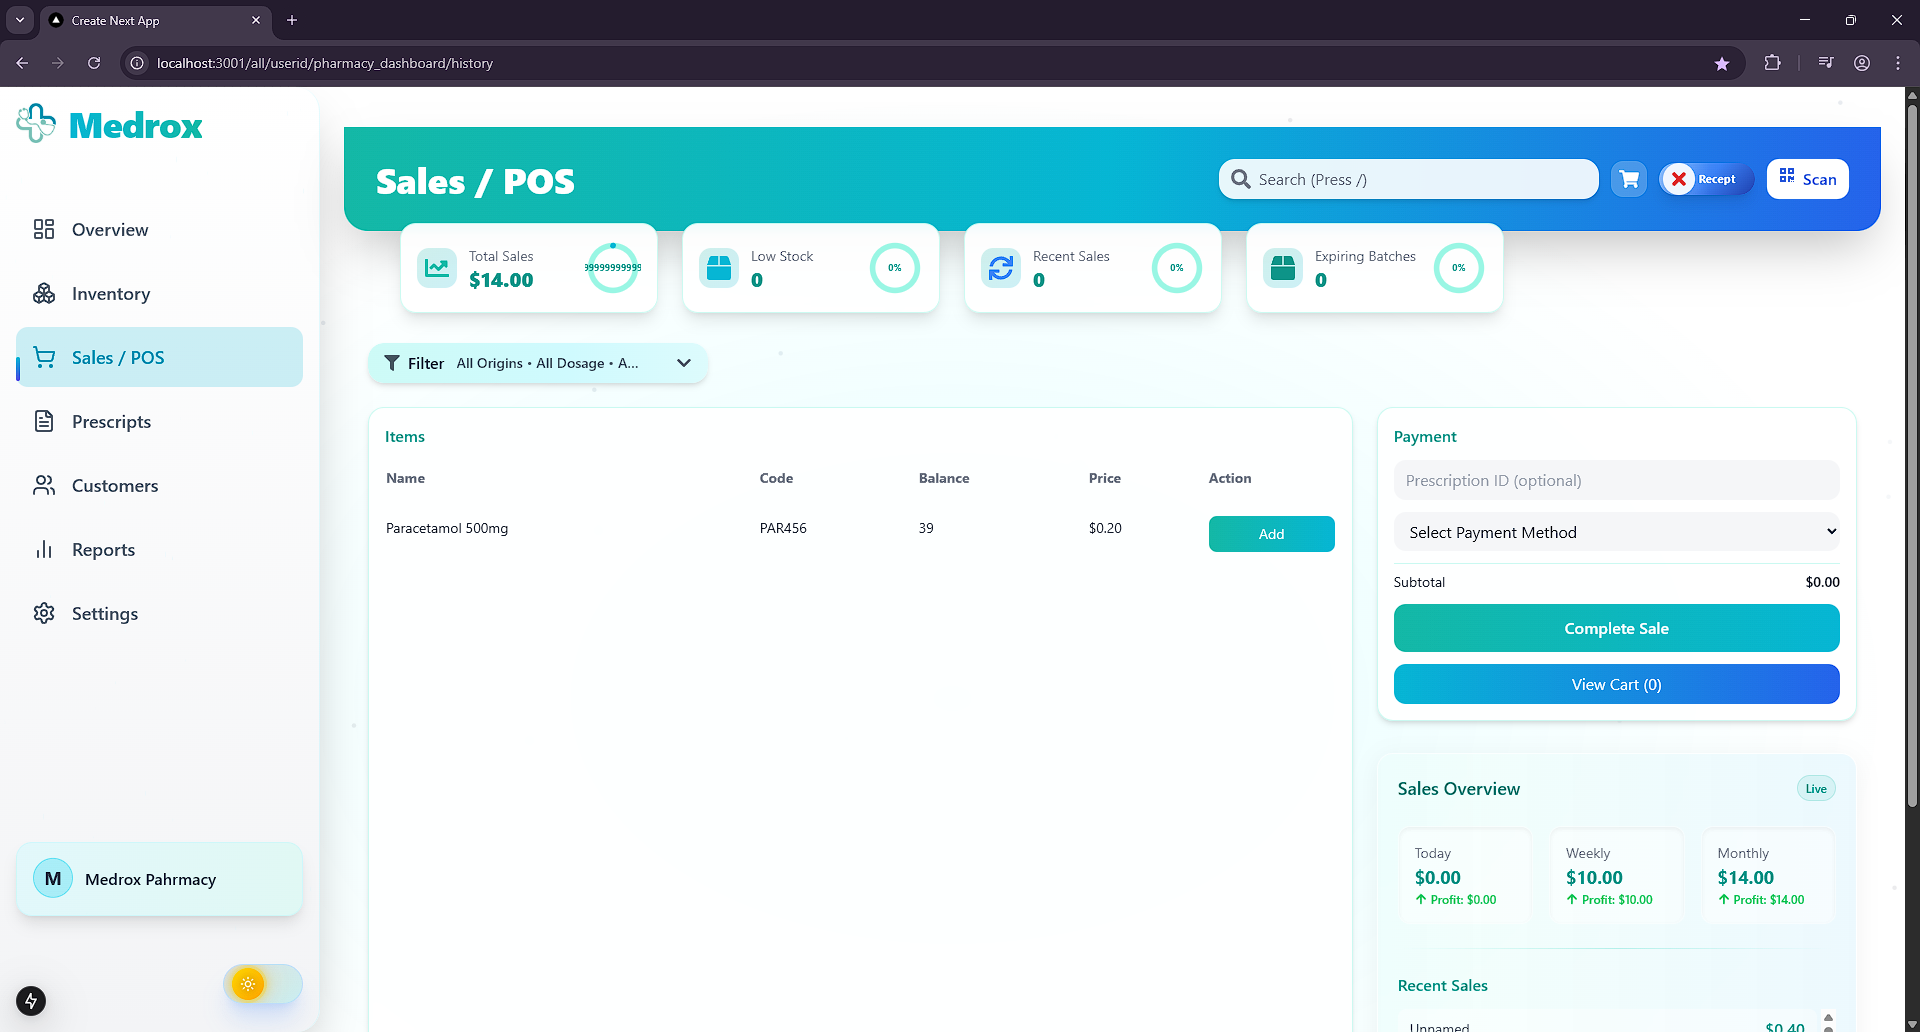 Create Next App
localhost:3001/all/userid/pharmacy_dashboard/history
Medrox
Overview
Inventory
Sales / POS
Prescripts
Customers
Reports
Settings
M
Medrox Pahrmacy
Sales / POS
Search (Press /)
Recept
Scan
Total Sales
$14.00
Low Stock
0
0%
Recent Sales
0
0%
Expiring Batches
0
0%
Filter All Origins • All Dosage • A...
Items
Name Code Balance Price Action
Paracetamol 500mg PAR456 39 $0.20 Add
Payment
Prescription ID (optional)
Select Payment Method
Subtotal $0.00
Complete Sale
View Cart (0)
Sales Overview
Live
Today
$0.00
Profit: $0.00
Weekly
$10.00
Profit: $10.00
Monthly
$14.00
Profit: $14.00
Recent Sales
Unnamed $0.40